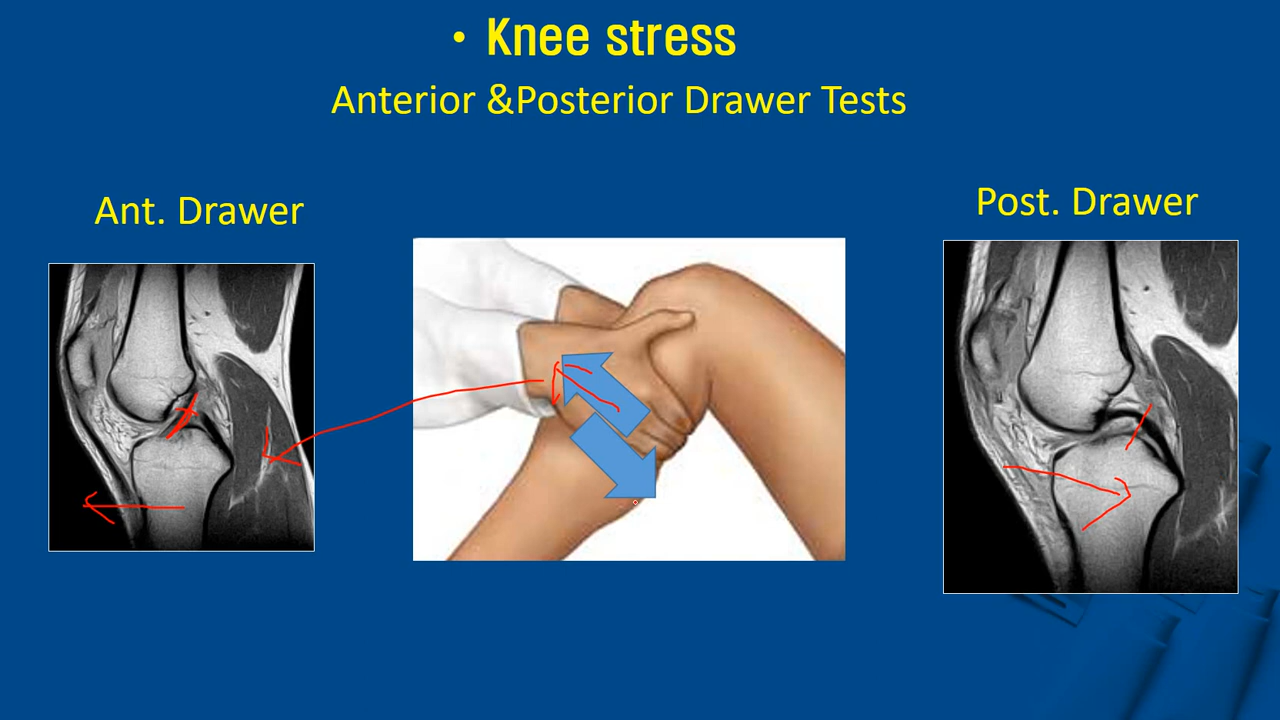 • Knee stress
Anterior &Posterior Drawer Tests
Ant. Drawer
Post. Drawer